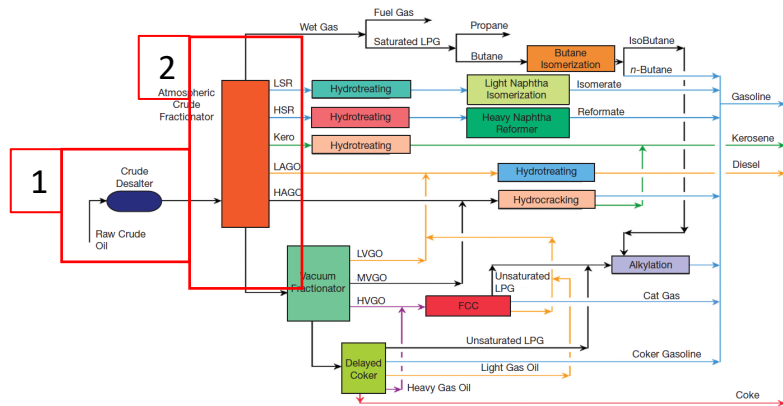 Fuel Gas
Wet Gas
Saturated LPG
Propane
Butane
Butane
Isomerization
IsoButane
n-Butane
2
Atmospheric
Crude
Fractionator
LSR
Hydrotreating
Light Naphtha
Isomerization
Isomerate
Gasoline
HSR
Hydrotreating
Heavy Naphtha
Reformer
Reformate
Kero
Hydrotreating
Kerosene
1
Crude
Desalter
LAGO
Hydrotreating
Diesel
HAGO
Hydrocracking
Raw Crude
Oil
Vacuum
Fractionator
LVGO
MVGO
HVGO
FCC
Unsaturated
LPG
Alkylation
Cat Gas
Unsaturated LPG
Coker Gasoline
Delayed
Coker
Light Gas Oil
Heavy Gas Oil
Coke